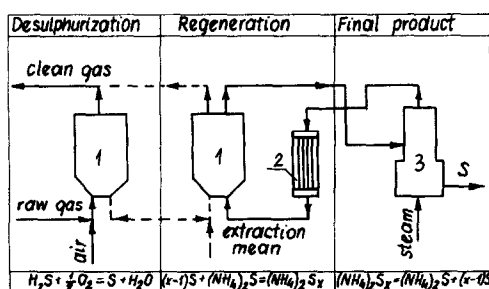 Desulphurization Regeneration Final product
clean gas
1 1 2 3
S
raw gas
air
extraction mean
steam
H₂S + ½O₂ = S + H₂O (x-1)S + (NH₄)₂S = (NH₄)₂Sₓ (NH₄)₂Sₓ = (NH₄)₂S + (x-1)S